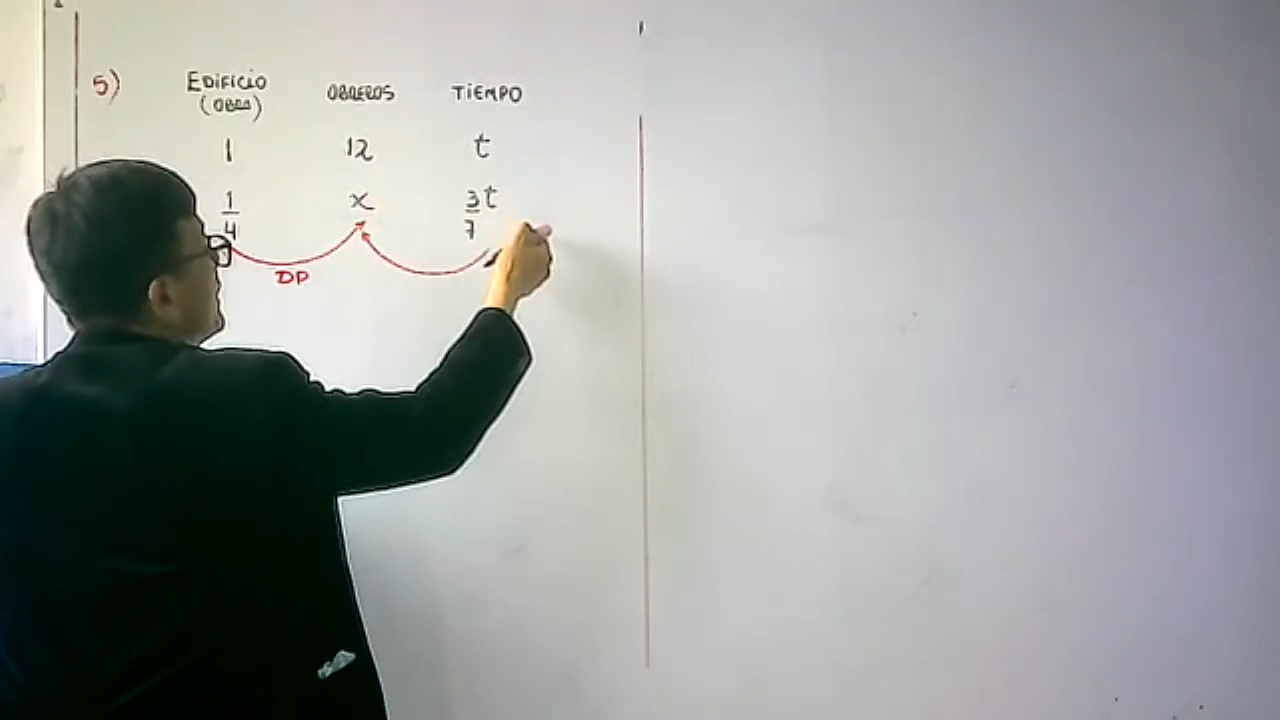 5) EDIFICIO OBREROS TIEMPO
(OBRA)
1 12 t
1/4 x 3/7 t
DP